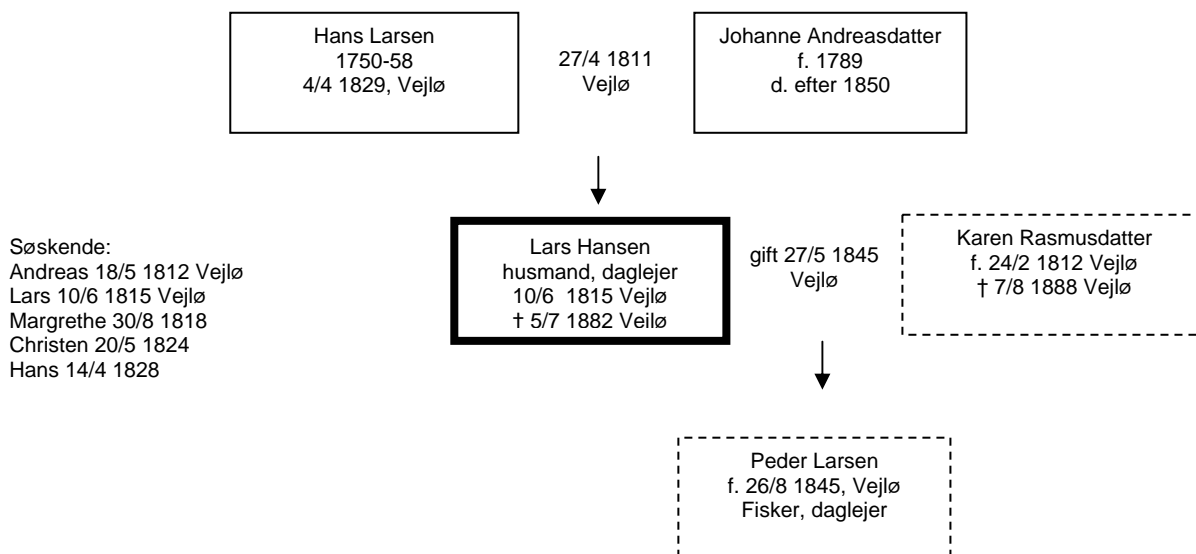 Hans Larsen
1750-58
4/4 1829, Vejlø
27/4 1811
Vejlø
Johanne Andreasdatter
f. 1789
d. efter 1850
Søskende:
Andreas 18/5 1812 Vejlø
Lars 10/6 1815 Vejlø
Margrethe 30/8 1818
Christen 20/5 1824
Hans 14/4 1828
Lars Hansen
husmand, daglejer
10/6  1815 Vejlø
† 5/7 1882 Veilø
gift 27/5 1845
Vejlø
Karen Rasmusdatter
f. 24/2 1812 Vejlø
† 7/8 1888 Vejlø
Peder Larsen
f. 26/8 1845, Vejlø
Fisker, daglejer